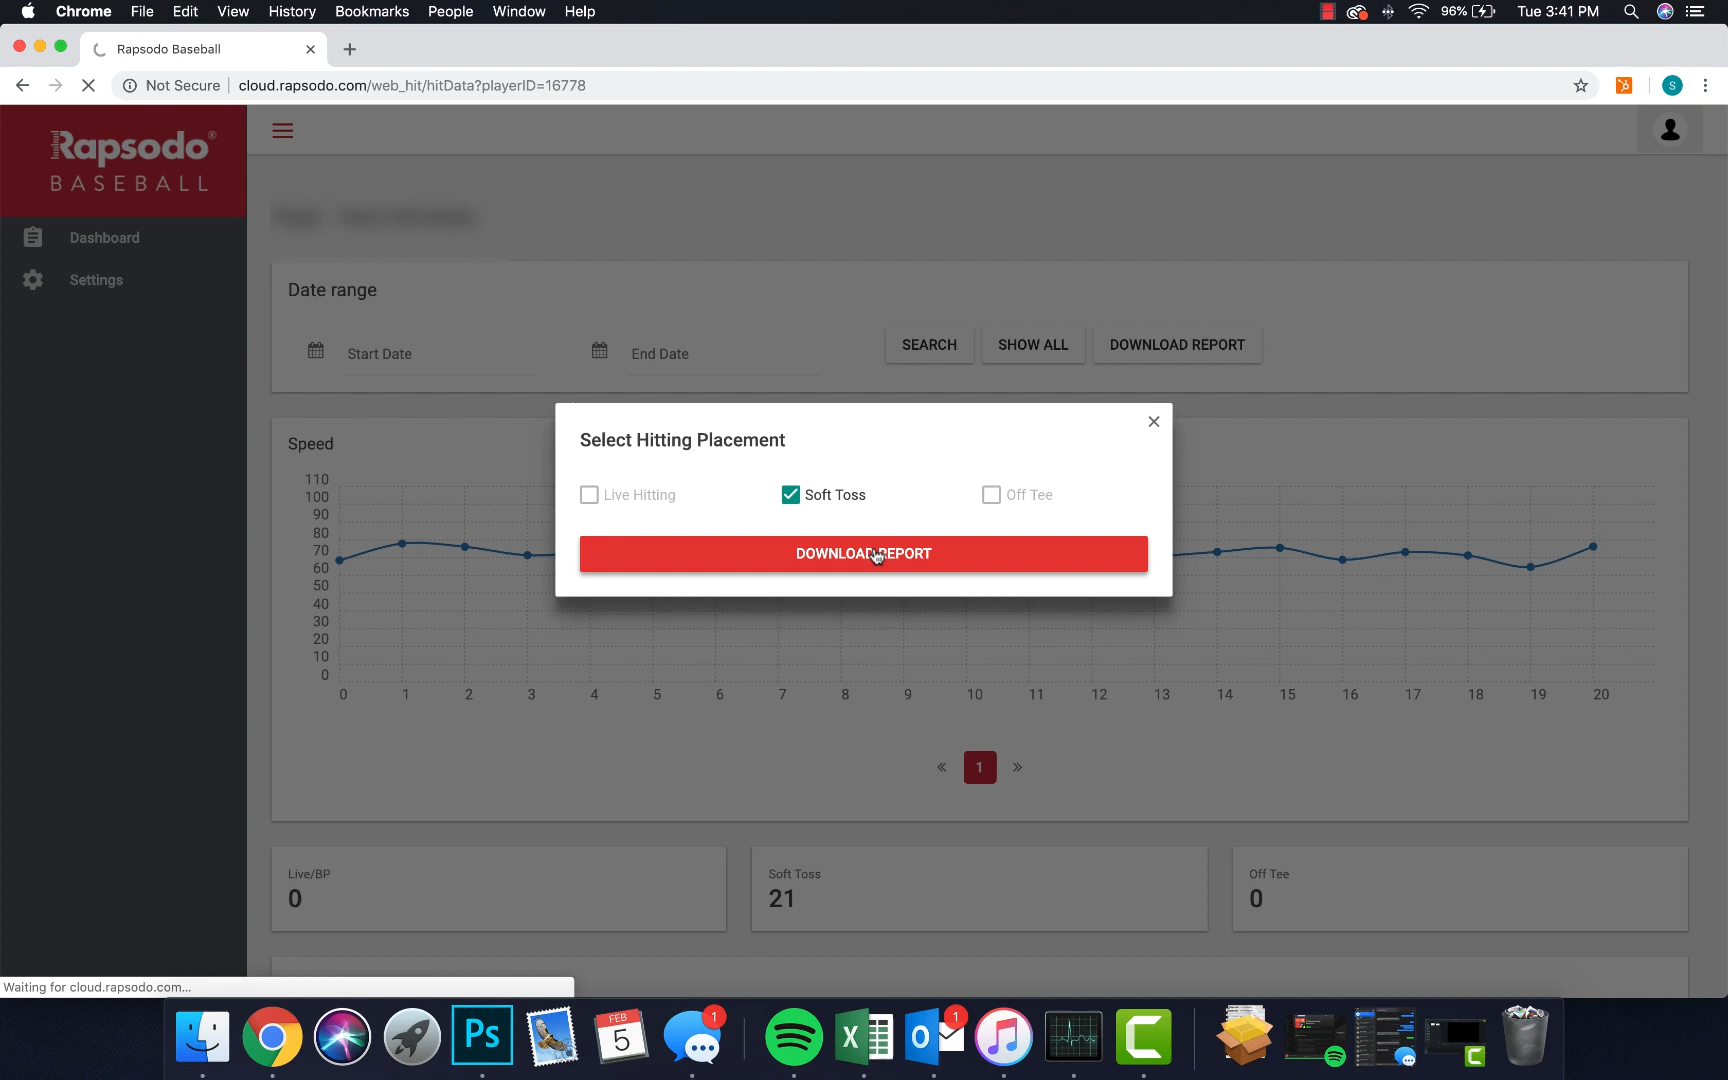 Chrome File Edit View History Bookmarks People Window Help 96% Tue 3:41 PM
Rapsodo Baseball
Not Secure cloud.rapsodo.com/web_hit/hitData?playerID=16778 S
Rapsodo®
BASEBALL
Dashboard
Settings
Date range
Start Date End Date SEARCH SHOW ALL DOWNLOAD REPORT
Select Hitting Placement
Speed
Live Hitting Soft Toss Off Tee
DOWNLOAD REPORT
110
100
90
80
70
60
50
40
30
20
10
0
0 1 2 3 4 5 6 7 8 9 10 11 12 13 14 15 16 17 18 19 20
« 1 »
Live/BP
0
Soft Toss
21
Off Tee
0
Waiting for cloud.rapsodo.com...
Ps FEB 5 1 X O 1 C